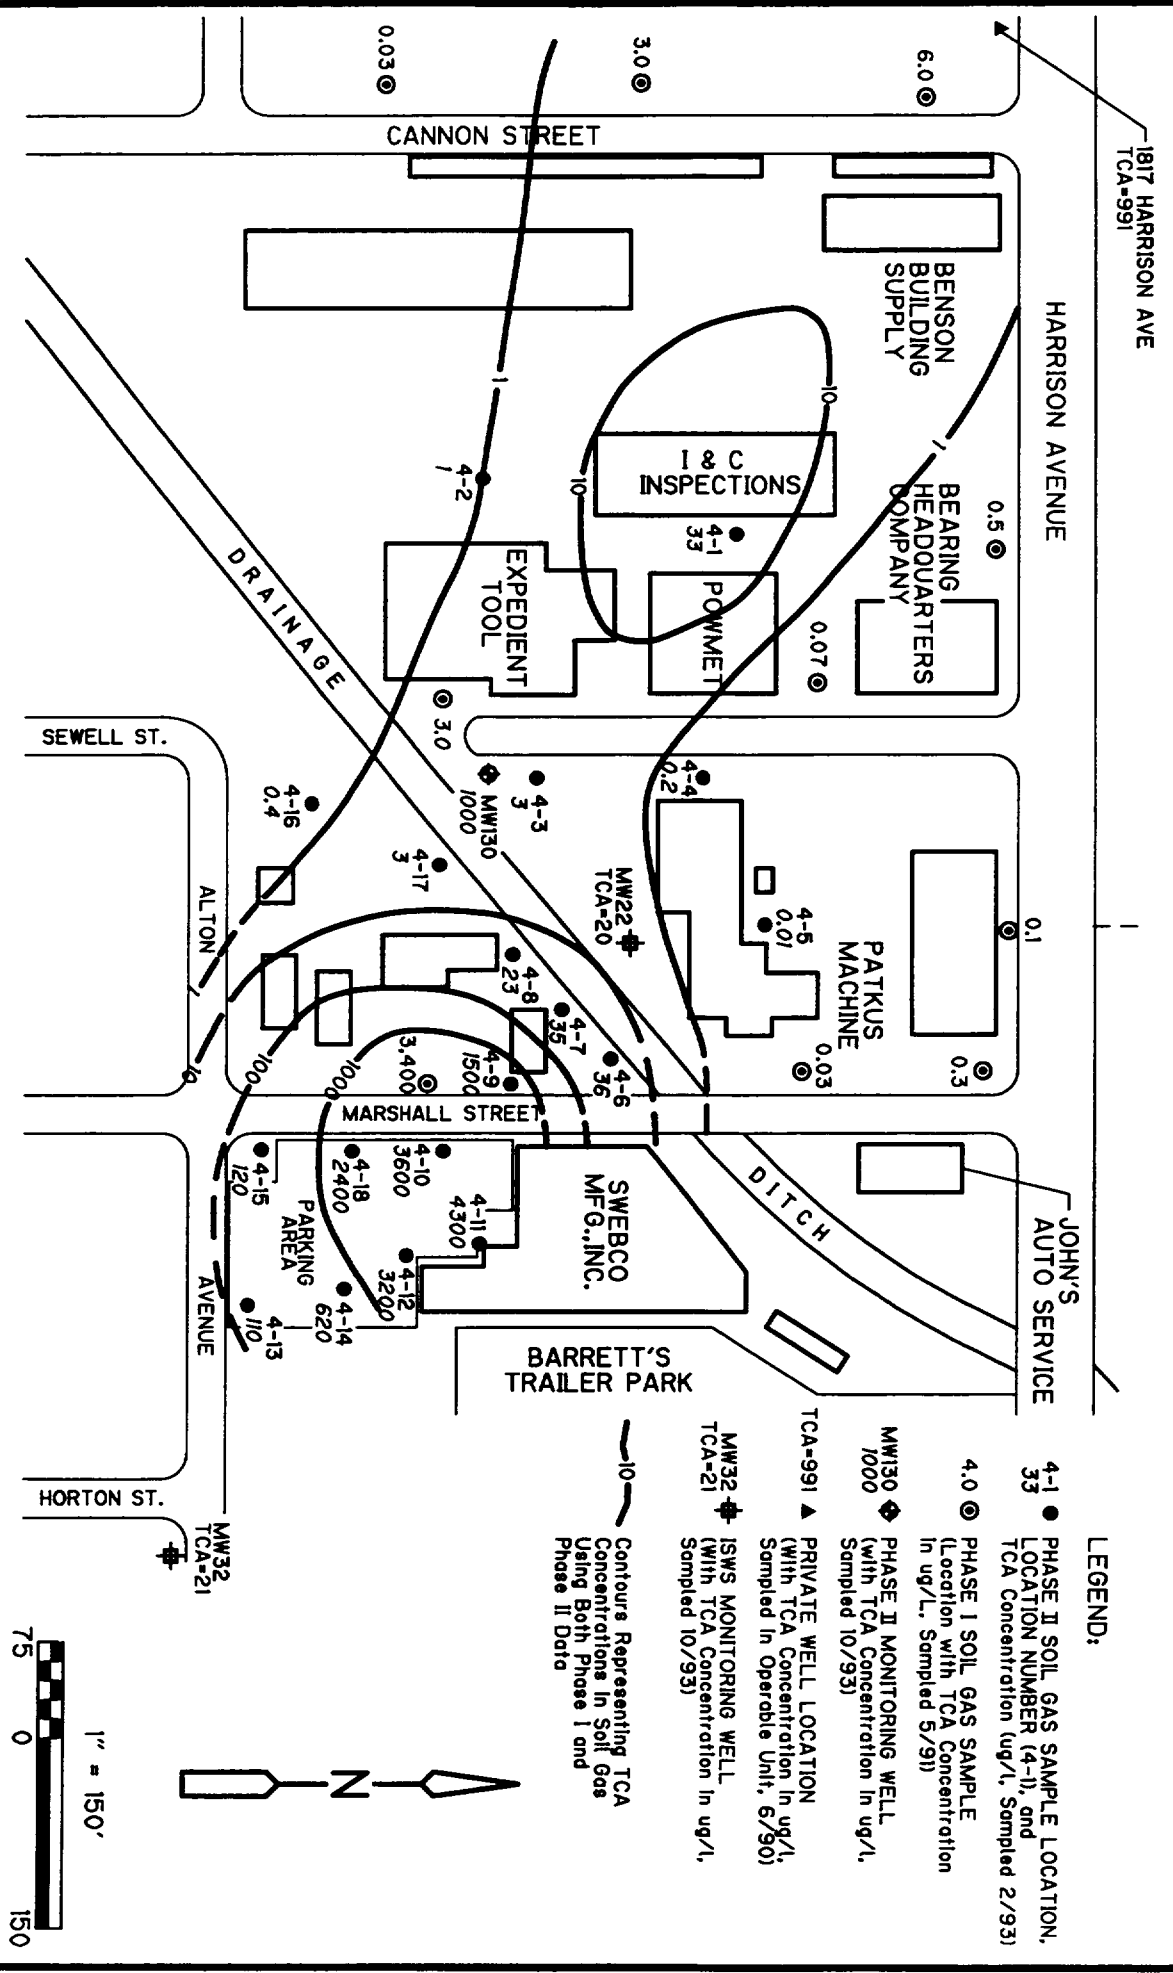 1817 HARRISON AVE
TCA=991
HARRISON AVENUE
6.0
3.0
0.03
CANNON STREET
BENSON
BUILDING
SUPPLY
10
1
I & C
INSPECTIONS
10
1
4-2
1
4-1
33
BEARING
HEADQUARTERS
COMPANY
0.5
0.07
POWMET
EXPEDIENT
TOOL
3.0
DRAINAGE
SEWELL ST.
4-16
0.4
4-17
3
MW130
1000
4-3
3
4-4
0.2
MW22
TCA=20
4-5
0.01
PATKUS
MACHINE
0.1
0.3
0.03
ALTON
1
10
100
1000
4-8
23
4-7
35
4-6
36
4-9
1500
3,400
MARSHALL STREET
4-15
120
4-18
2400
4-10
3600
4-11
4300
4-12
3200
4-14
620
4-13
110
PARKING
AREA
AVENUE
SWEBCO
MFG., INC.
DITCH
JOHN'S
AUTO SERVICE
BARRETT'S
TRAILER PARK
HORTON ST.
MW32
TCA=21
LEGEND:
4-1
33
PHASE II SOIL GAS SAMPLE LOCATION,
LOCATION NUMBER (4-1), and
TCA Concentration (ug/l, Sampled 2/93)
4.0
PHASE I SOIL GAS SAMPLE
(Location with TCA Concentration
in ug/L, Sampled 5/91)
MW130
1000
PHASE II MONITORING WELL
(with TCA Concentration in ug/l,
Sampled 10/93)
TCA=991
PRIVATE WELL LOCATION
(With TCA Concentration in ug/l,
Sampled in Operable Unit, 6/90)
MW32
TCA=21
ISWS MONITORING WELL
(With TCA Concentration in ug/l,
Sampled 10/93)
10
Contours Representing TCA
Concentrations in Soil Gas
Using Both Phase I and
Phase II Data
N
1" = 150'
75 0 150